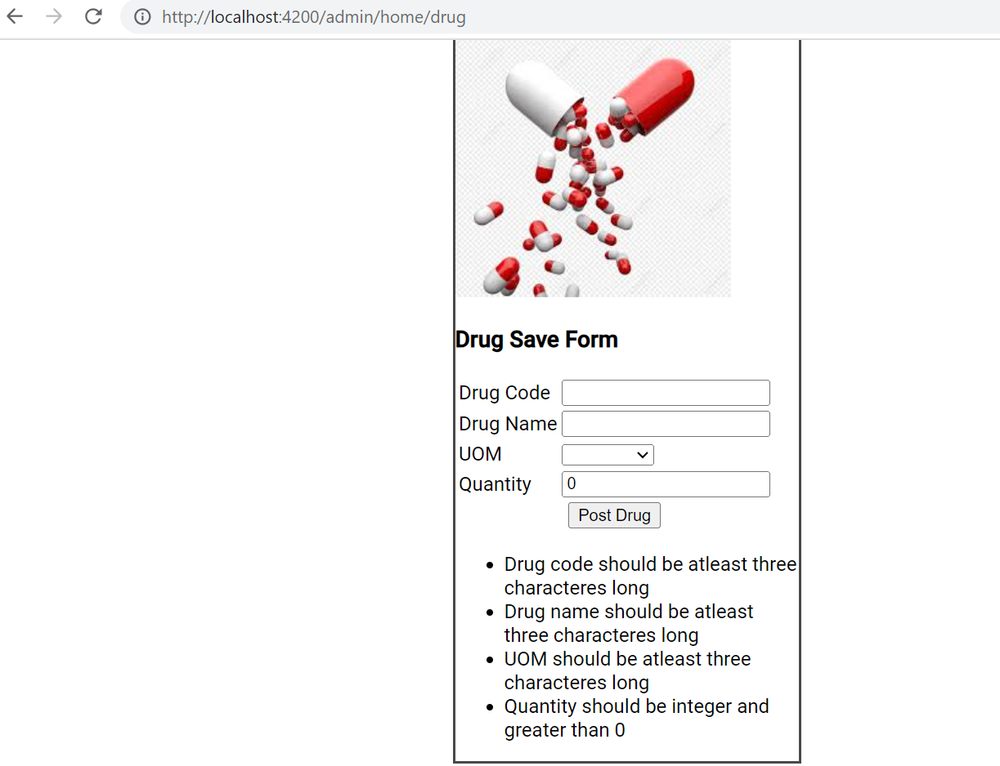 http://localhost:4200/admin/home/drug
Drug Save Form
Drug Code
Drug Name
UOM
Quantity 0
Post Drug
Drug code should be atleast three
characteres long
Drug name should be atleast
three characteres long
UOM should be atleast three
characteres long
Quantity should be integer and
greater than 0